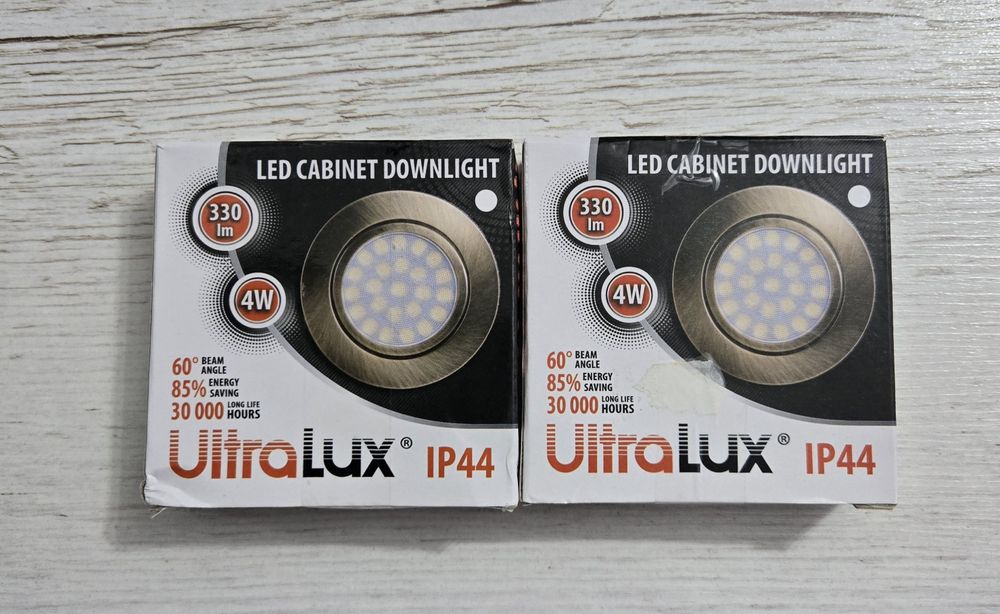 LED CABINET DOWNLIGHT
330
lm
4W
60° BEAM ANGLE
85% ENERGY SAVING
30 000 LONG LIFE HOURS
UltraLux® IP44
LED CABINET DOWNLIGHT
330
lm
4W
60° BEAM ANGLE
85% ENERGY SAVING
30 000 LONG LIFE HOURS
UltraLux® IP44